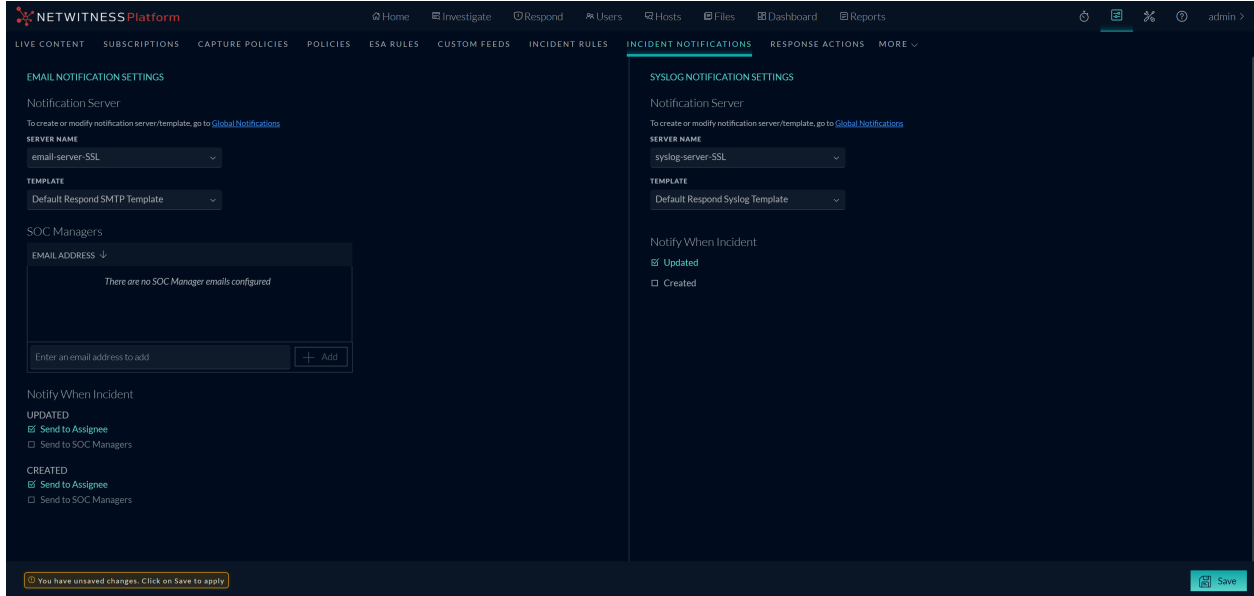 NETWITNESS Platform
Home Investigate Respond Users Hosts Files Dashboard Reports admin >
LIVE CONTENT SUBSCRIPTIONS CAPTURE POLICIES POLICIES ESA RULES CUSTOM FEEDS INCIDENT RULES INCIDENT NOTIFICATIONS RESPONSE ACTIONS MORE
EMAIL NOTIFICATION SETTINGS
Notification Server
To create or modify notification server/template, go to Global Notifications
SERVER NAME
email-server-SSL
TEMPLATE
Default Respond SMTP Template
SOC Managers
EMAIL ADDRESS ↓
There are no SOC Manager emails configured
Enter an email address to add
+ Add
Notify When Incident
UPDATED
Send to Assignee
Send to SOC Managers
CREATED
Send to Assignee
Send to SOC Managers
SYSLOG NOTIFICATION SETTINGS
Notification Server
To create or modify notification server/template, go to Global Notifications
SERVER NAME
syslog-server-SSL
TEMPLATE
Default Respond Syslog Template
Notify When Incident
Updated
Created
You have unsaved changes. Click on Save to apply
Save